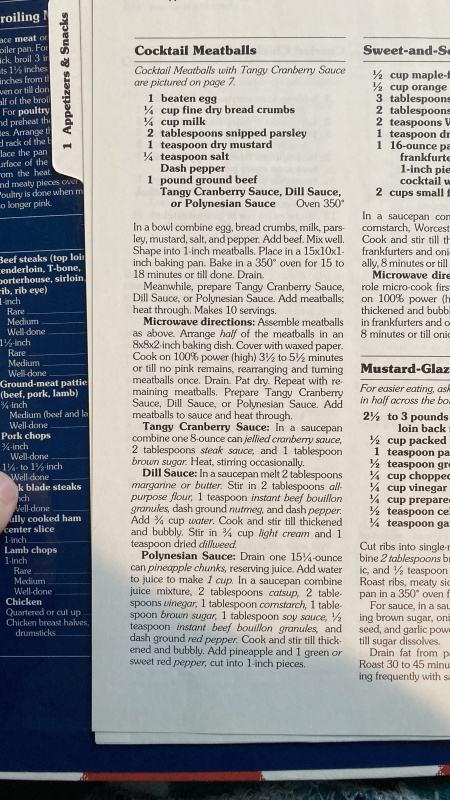 roiling
ace meat or
oiler pan. For
ick, broil 3 in
ts 1½ inches
inches from t
ven or till don
alf of the broi
For poultry
nd preheat th
tes. Arrange t
d rack of the b
lace the pan
urface of the
from the heat
nd meaty pieces over
oultry is done when m
o longer pink.
Beef steaks (top loin
enderloin, T-bone,
porterhouse, sirloin,
rib, rib eye)
1-inch
Rare
Medium
Well-done
1½-inch
Rare
Medium
Well-done
Ground-meat pattie
(beef, pork, lamb)
¾-inch
Medium (beef and la
Well-done
Pork chops
¾-inch
Well-done
1¼- to 1½-inch
Well-done
k blade steaks
nch
Well-done
ully cooked ham
center slice
1-inch
Lamb chops
1-inch
Rare
Medium
Well-done
Chicken
Quartered or cut up
Chicken breast halves,
drumsticks
1 Appetizers & Snacks
Cocktail Meatballs
Cocktail Meatballs with Tangy Cranberry Sauce
are pictured on page 7.
1 beaten egg
¼ cup fine dry bread crumbs
¼ cup milk
2 tablespoons snipped parsley
1 teaspoon dry mustard
¼ teaspoon salt
Dash pepper
1 pound ground beef
Tangy Cranberry Sauce, Dill Sauce,
or Polynesian Sauce Oven 350°
In a bowl combine egg, bread crumbs, milk, pars-
ley, mustard, salt, and pepper. Add beef. Mix well.
Shape into 1-inch meatballs. Place in a 15x10x1-
inch baking pan. Bake in a 350° oven for 15 to
18 minutes or till done. Drain.
Meanwhile, prepare Tangy Cranberry Sauce,
Dill Sauce, or Polynesian Sauce. Add meatballs;
heat through. Makes 10 servings.
Microwave directions: Assemble meatballs
as above. Arrange half of the meatballs in an
8x8x2-inch baking dish. Cover with waxed paper.
Cook on 100% power (high) 3½ to 5½ minutes
or till no pink remains, rearranging and turning
meatballs once. Drain. Pat dry. Repeat with re-
maining meatballs. Prepare Tangy Cranberry
Sauce, Dill Sauce, or Polynesian Sauce. Add
meatballs to sauce and heat through.
Tangy Cranberry Sauce: In a saucepan
combine one 8-ounce can jellied cranberry sauce,
2 tablespoons steak sauce, and 1 tablespoon
brown sugar. Heat, stirring occasionally.
Dill Sauce: In a saucepan melt 2 tablespoons
margarine or butter. Stir in 2 tablespoons all-
purpose flour, 1 teaspoon instant beef bouillon
granules, dash ground nutmeg, and dash pepper.
Add ¾ cup water. Cook and stir till thickened
and bubbly. Stir in ¾ cup light cream and 1
teaspoon dried dillweed.
Polynesian Sauce: Drain one 15¼-ounce
can pineapple chunks, reserving juice. Add water
to juice to make 1 cup. In a saucepan combine
juice mixture, 2 tablespoons catsup, 2 table-
spoons vinegar, 1 tablespoon cornstarch, 1 table-
spoon brown sugar, 1 tablespoon soy sauce, ½
teaspoon instant beef bouillon granules, and
dash ground red pepper. Cook and stir till thick-
ened and bubbly. Add pineapple and 1 green or
sweet red pepper, cut into 1-inch pieces.
Sweet-and-So
½ cup maple-f
½ cup orange
3 tablespoons
2 tablespoons
2 teaspoons W
1 teaspoon dr
1 16-ounce pa
frankfurte
1-inch pie
cocktail w
2 cups small f
In a saucepan com
cornstarch, Worcest
Cook and stir till th
frankfurters and oni
ally, 8 minutes or till
Microwave dire
role micro-cook first
on 100% power (h
thickened and bubbl
in frankfurters and o
8 minutes or till oni
Mustard-Glaz
For easier eating, ask
in half across the bo
2½ to 3 pounds
loin back
½ cup packed
1 teaspoon pa
½ teaspoon gro
¼ cup choppe
¼ cup vinegar
¼ cup prepare
½ teaspoon ce
¼ teaspoon ga
Cut ribs into single-r
bine 2 tablespoons b
ic, and ½ teaspoon
Roast ribs, meaty sid
pan in a 350° oven f
For sauce, in a sau
ing brown sugar, oni
seed, and garlic powe
till sugar dissolves.
Drain fat from p
Roast 30 to 45 minu
ing frequently with sa